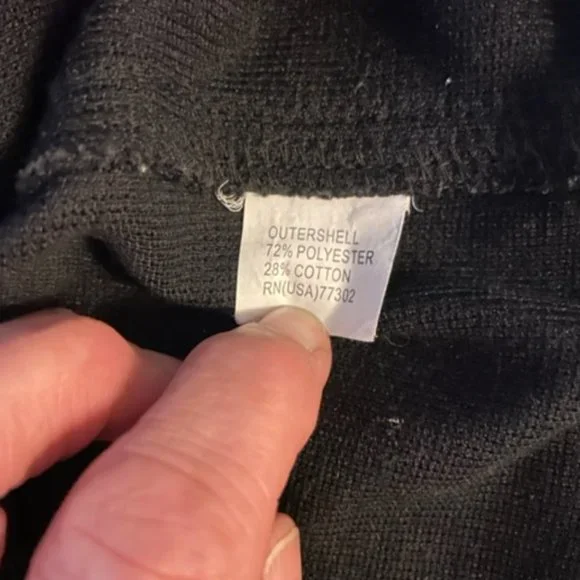 OUTERSHELL
72% POLYESTER
28% COTTON
RN(USA)77302